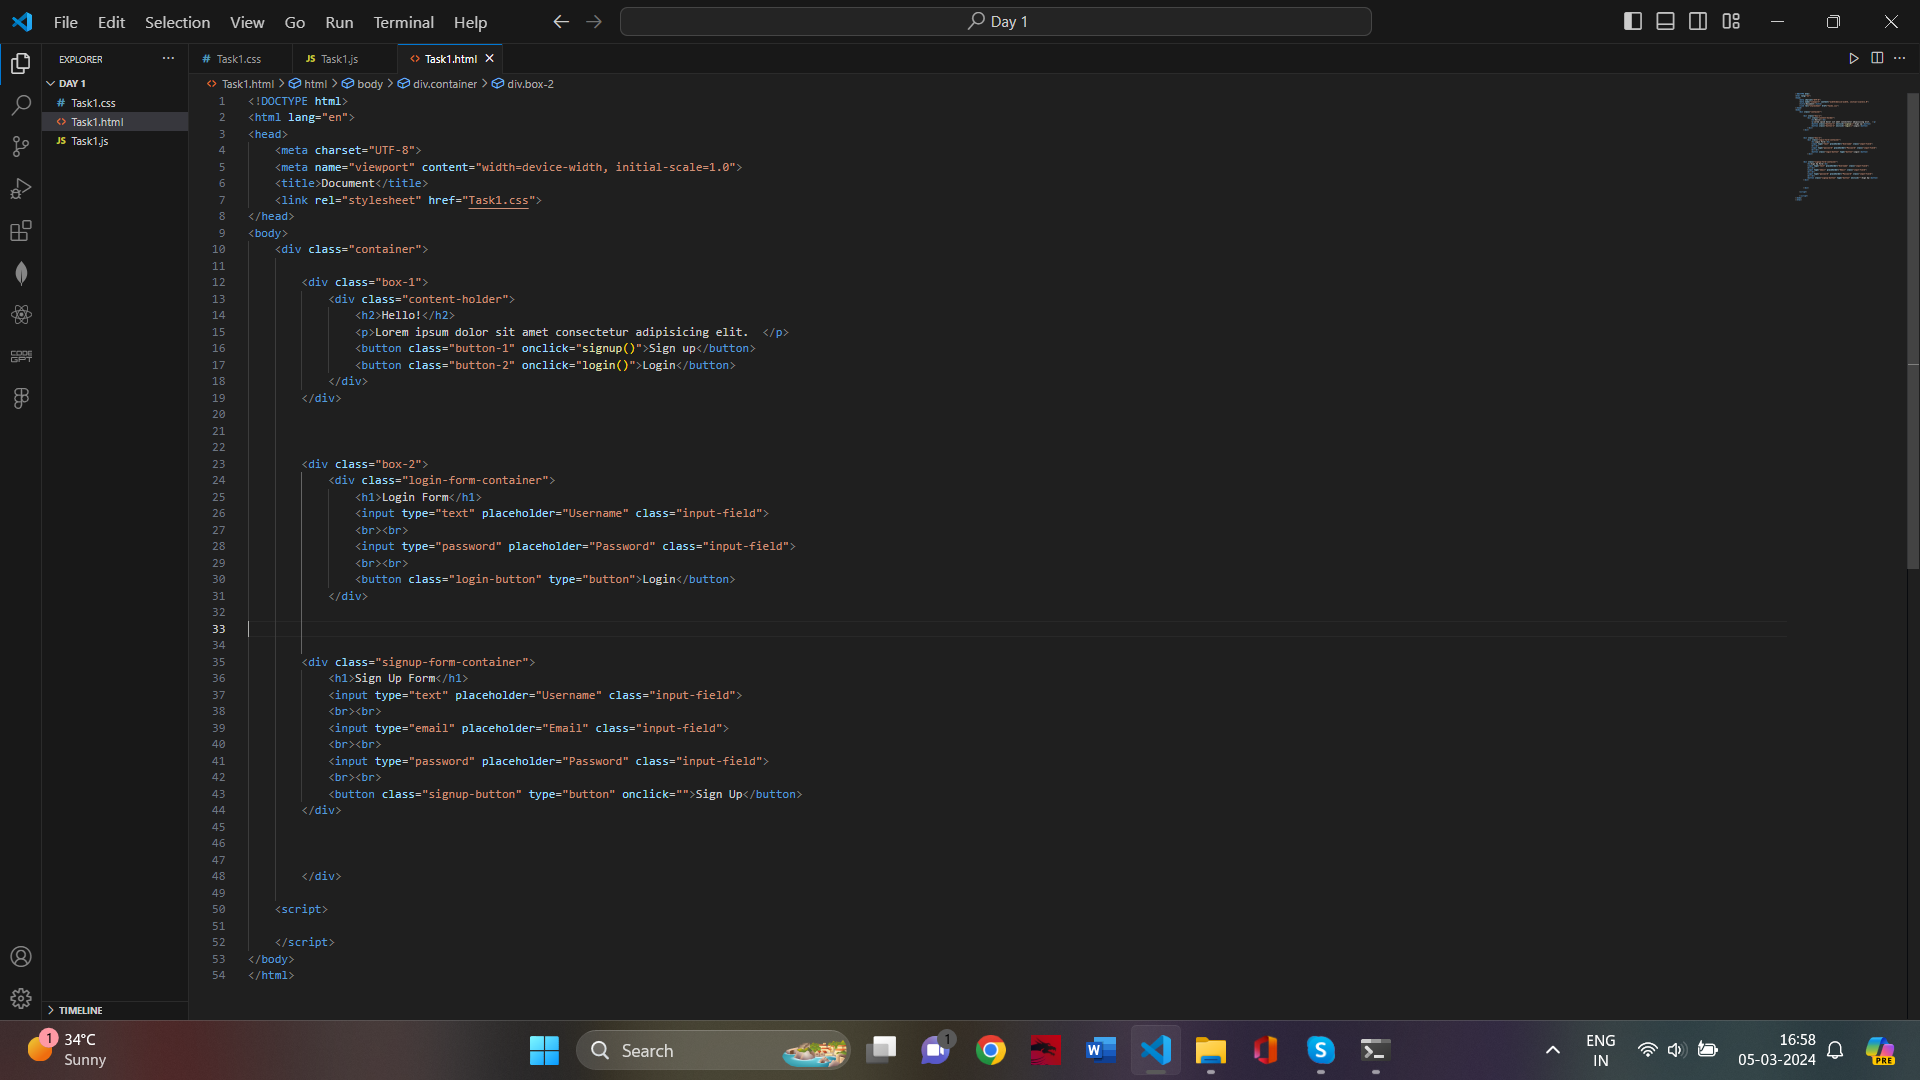 File Edit Selection View Go Run Terminal Help
Day 1
EXPLORER
DAY 1
# Task1.css
<> Task1.html
JS Task1.js
TIMELINE
# Task1.css
JS Task1.js
<> Task1.html
<> Task1.html > html > body > div.container > div.box-2
1 <!DOCTYPE html>
2 <html lang="en">
3 <head>
4 <meta charset="UTF-8">
5 <meta name="viewport" content="width=device-width, initial-scale=1.0">
6 <title>Document</title>
7 <link rel="stylesheet" href="Task1.css">
8 </head>
9 <body>
10 <div class="container">
11
12 <div class="box-1">
13 <div class="content-holder">
14 <h2>Hello!</h2>
15 <p>Lorem ipsum dolor sit amet consectetur adipisicing elit.  </p>
16 <button class="button-1" onclick="signup()">Sign up</button>
17 <button class="button-2" onclick="login()">Login</button>
18 </div>
19 </div>
20
21
22
23 <div class="box-2">
24 <div class="login-form-container">
25 <h1>Login Form</h1>
26 <input type="text" placeholder="Username" class="input-field">
27 <br><br>
28 <input type="password" placeholder="Password" class="input-field">
29 <br><br>
30 <button class="login-button" type="button">Login</button>
31 </div>
32
33
34
35 <div class="signup-form-container">
36 <h1>Sign Up Form</h1>
37 <input type="text" placeholder="Username" class="input-field">
38 <br><br>
39 <input type="email" placeholder="Email" class="input-field">
40 <br><br>
41 <input type="password" placeholder="Password" class="input-field">
42 <br><br>
43 <button class="signup-button" type="button" onclick="">Sign Up</button>
44 </div>
45
46
47
48 </div>
49
50 <script>
51
52 </script>
53 </body>
54 </html>
CODE
GPT
1
34°C
Sunny
Search
1
W
S
ENG
IN
16:58
05-03-2024
PRE